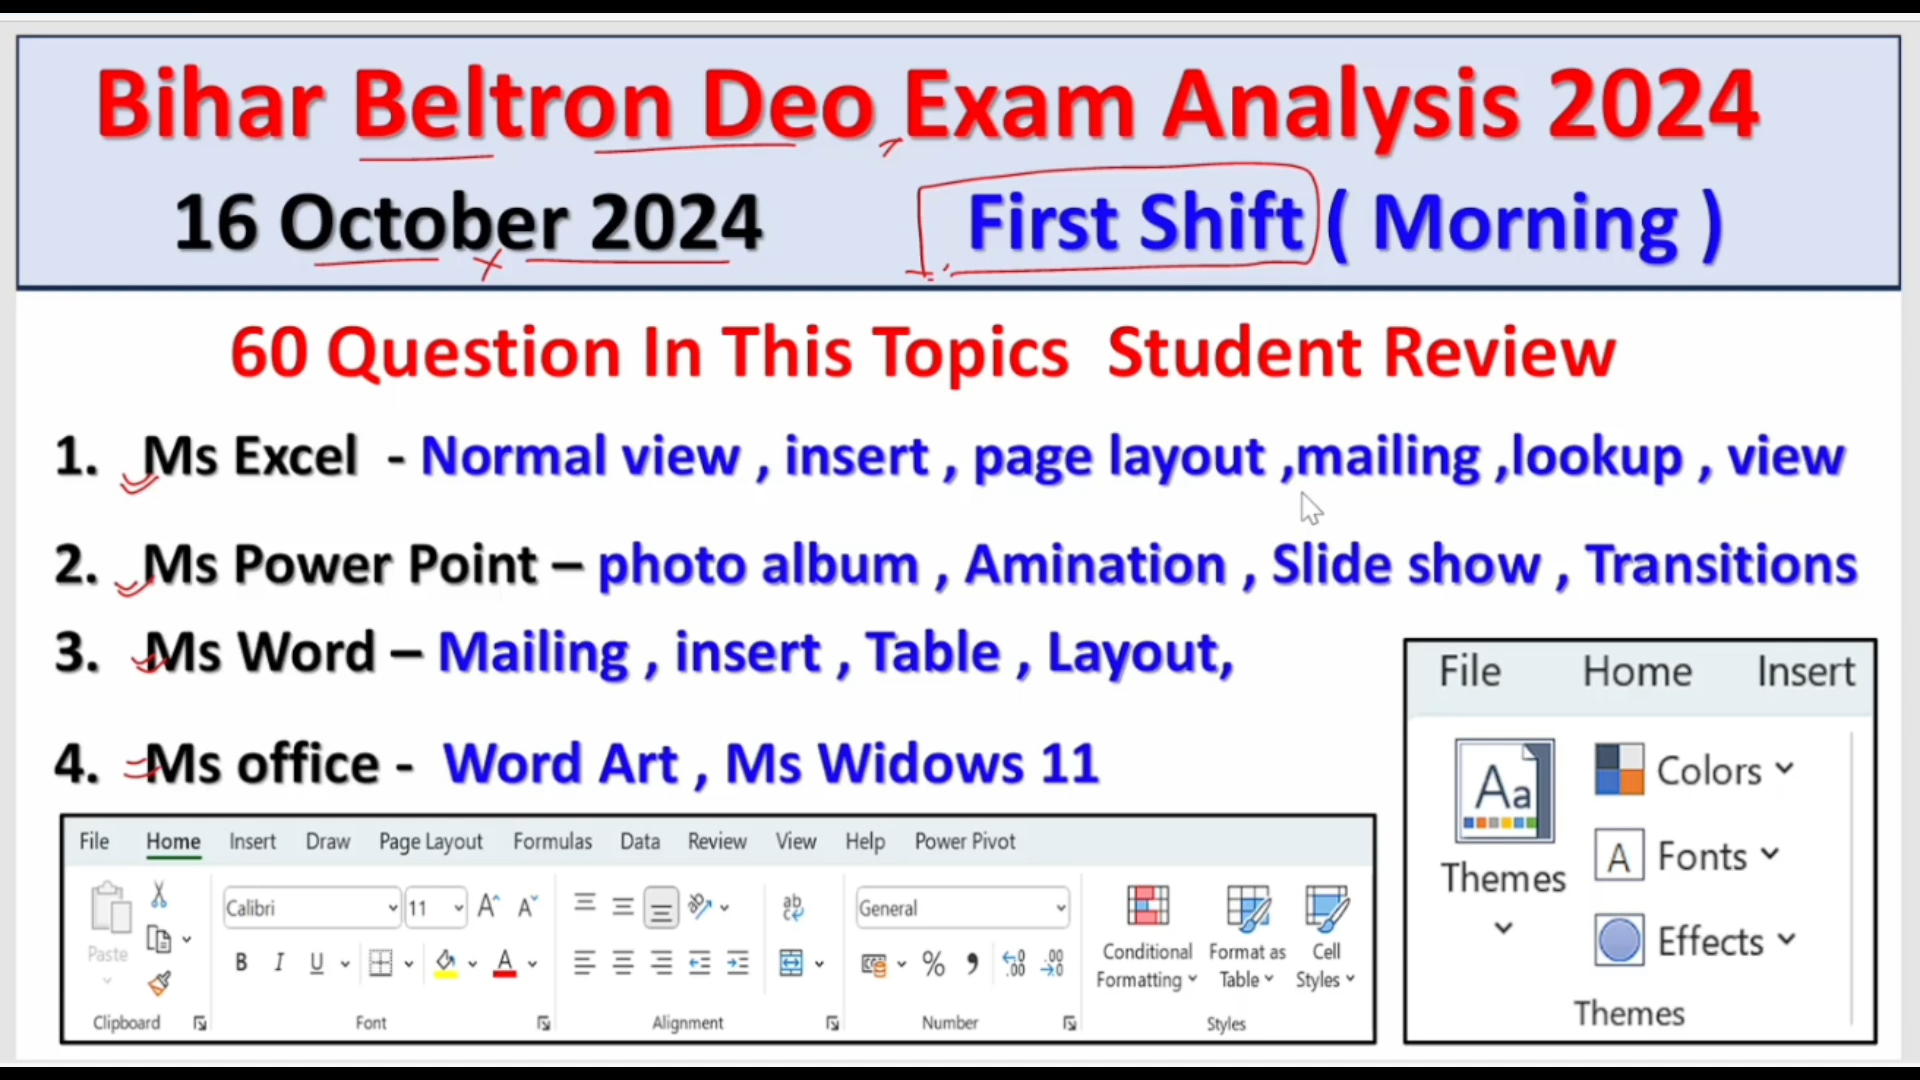 Bihar Beltron Deo Exam Analysis 2024
16 October 2024 First Shift ( Morning )
60 Question In This Topics Student Review
1. Ms Excel - Normal view , insert , page layout ,mailing ,lookup , view
2. Ms Power Point – photo album , Amination , Slide show , Transitions
3. Ms Word – Mailing , insert , Table , Layout,
4. Ms office - Word Art , Ms Widows 11
File Home Insert Draw Page Layout Formulas Data Review View Help Power Pivot
Paste
Calibri 11
B I U
ab
General
% ,
Conditional Formatting
Format as Table
Cell Styles
Clipboard Font Alignment Number Styles
File Home Insert
Aa
Themes
Colors
A Fonts
Effects
Themes